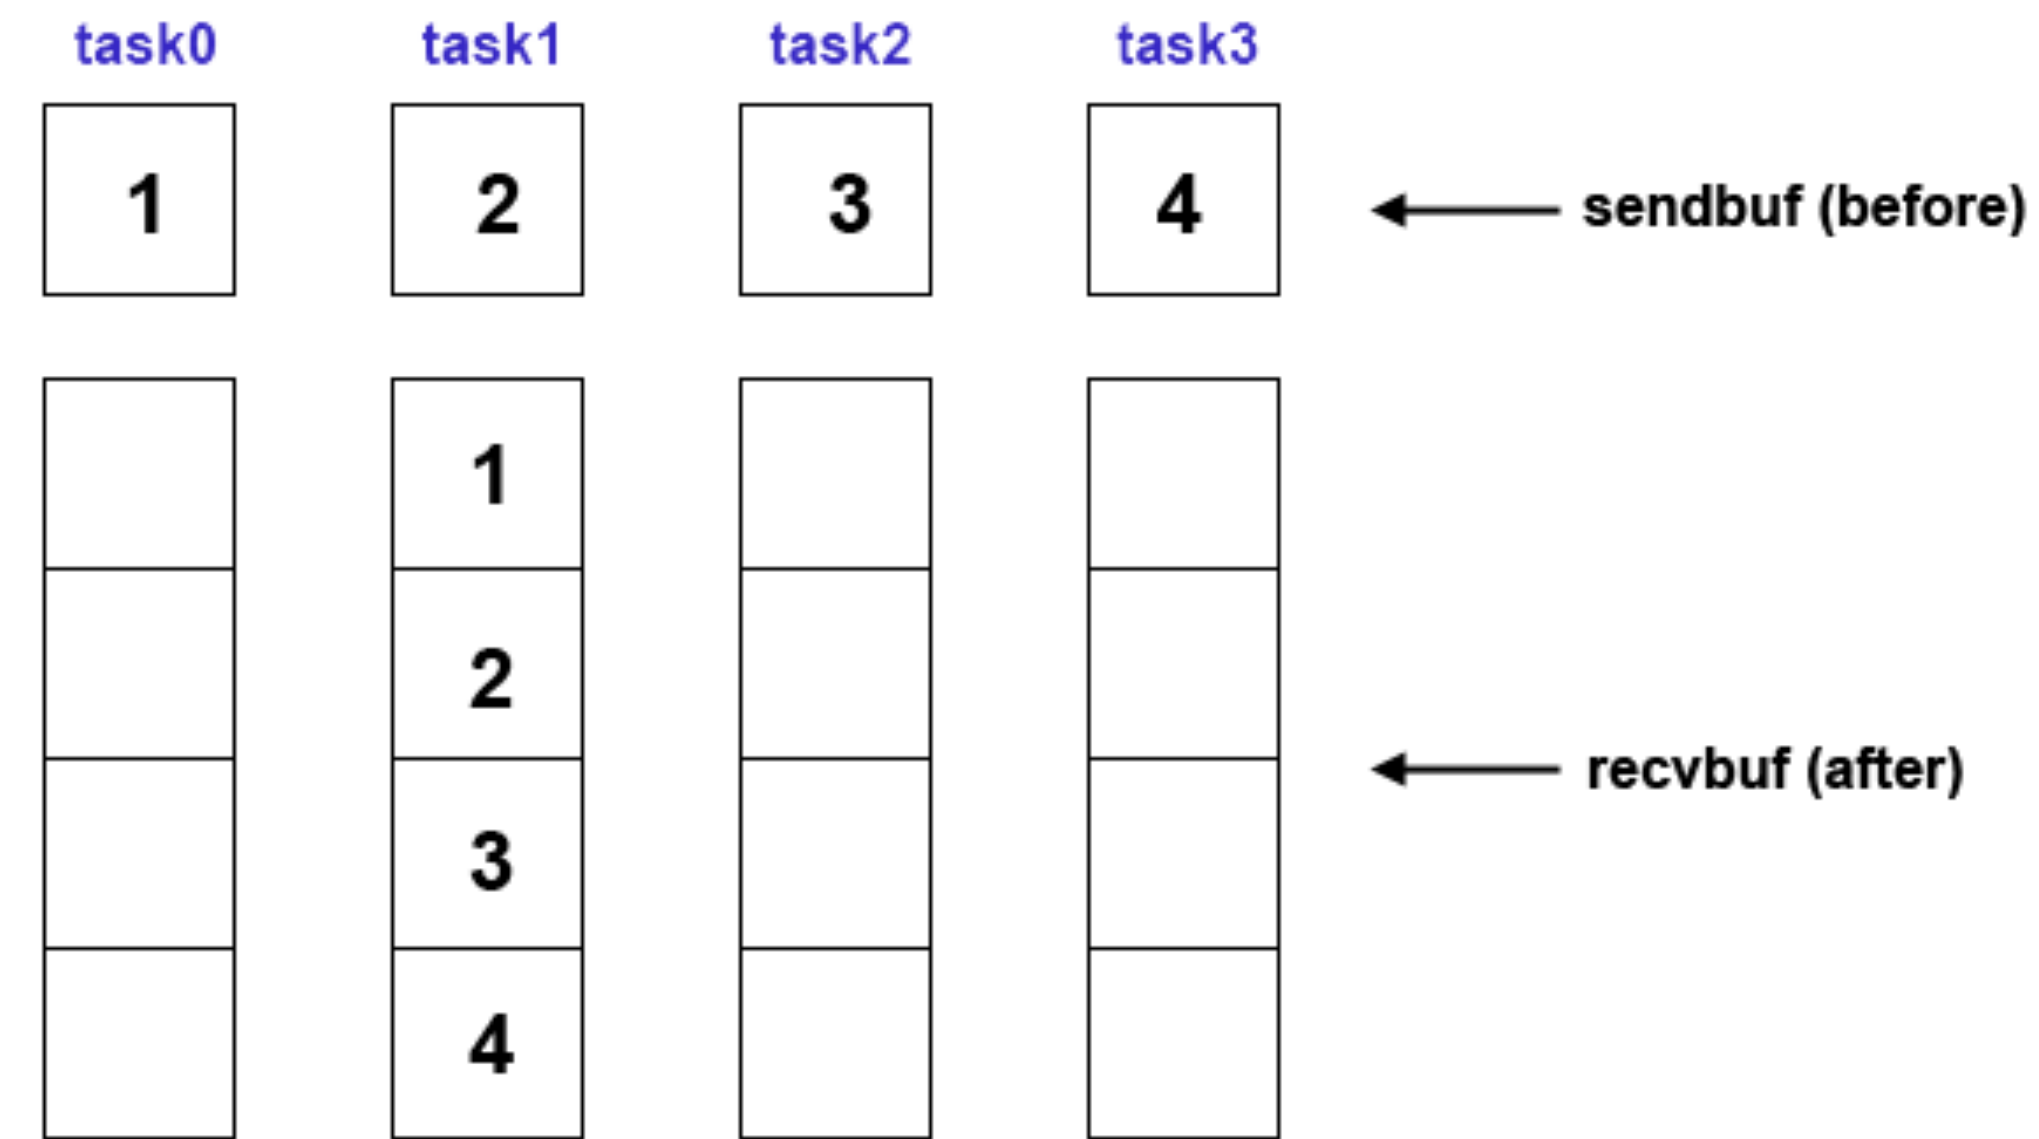 task0 task1 task2 task3
1 2 3 4 sendbuf (before)
1
2
recvbuf (after)
3
4